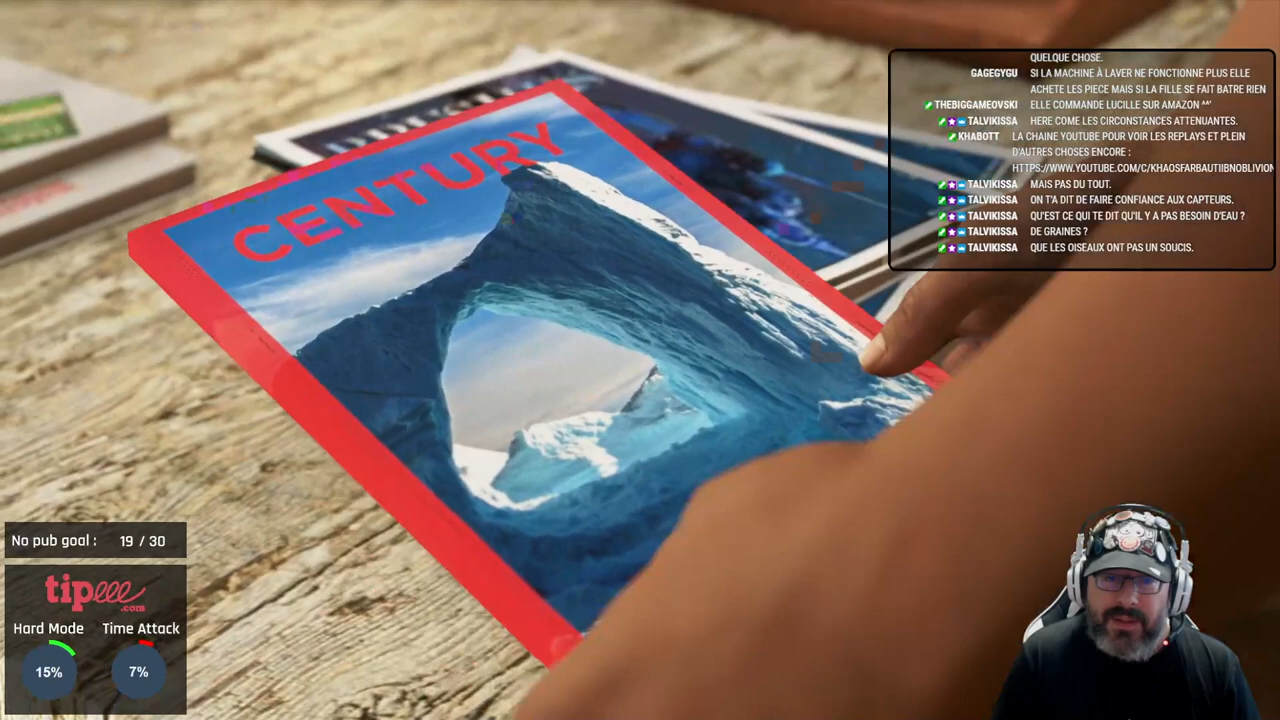 CENTURY
QUELQUE CHOSE.
GAGEGYGU SI LA MACHINE À LAVER NE FONCTIONNE PLUS ELLE
ACHETE LES PIECE MAIS SI LA FILLE SE FAIT BATRE RIEN
THEBIGGAMEOVSKI ELLE COMMANDE LUCILLE SUR AMAZON ^^'
TALVIKISSA HERE COME LES CIRCONSTANCES ATTENUANTES.
KHABOTT LA CHAINE YOUTUBE POUR VOIR LES REPLAYS ET PLEIN
D'AUTRES CHOSES ENCORE :
HTTPS://WWW.YOUTUBE.COM/C/KHAOSFARBAUTIIBNOBLIVION
TALVIKISSA MAIS PAS DU TOUT.
TALVIKISSA ON T'A DIT DE FAIRE CONFIANCE AUX CAPTEURS.
TALVIKISSA QU'EST CE QUI TE DIT QU'IL Y A PAS BESOIN D'EAU ?
TALVIKISSA DE GRAINES ?
TALVIKISSA QUE LES OISEAUX ONT PAS UN SOUCIS.
No pub goal : 19 / 30
tipeee
.com
Hard Mode Time Attack
15% 7%